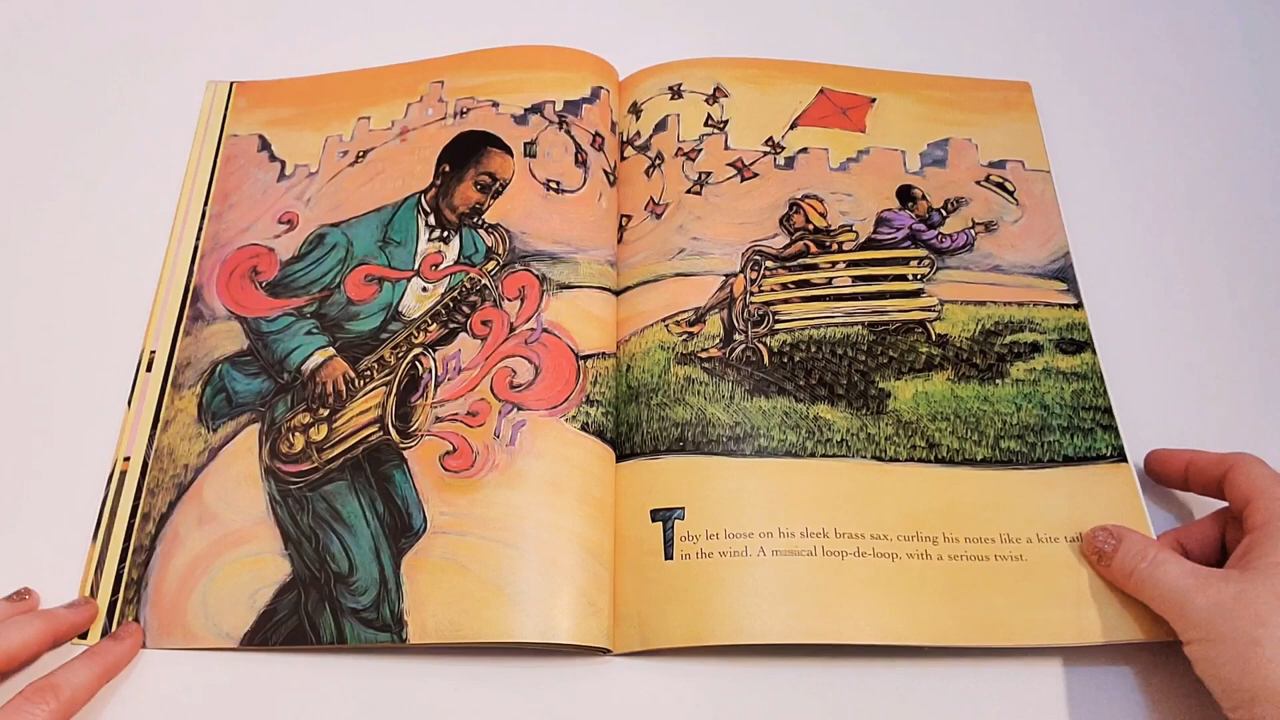 Toby let loose on his sleek brass sax, curling his notes like a kite tail
in the wind. A musical loop-de-loop, with a serious twist.